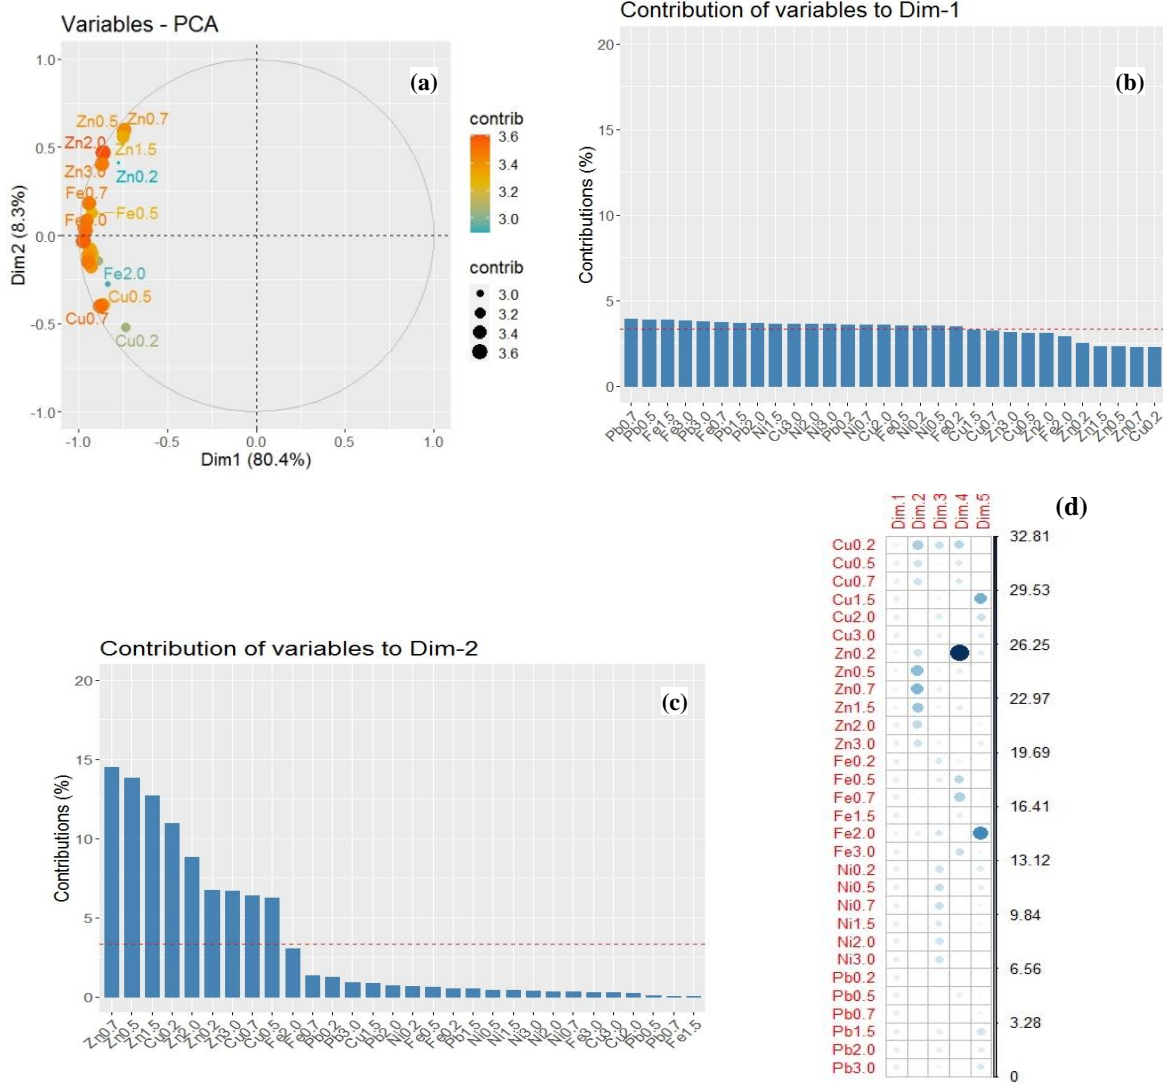 Variables - PCA
(a)
1.0
0.5
0.0
-0.5
-1.0
Dim2 (8.3%)
Zn0.5
Zn0.7
Zn2.0
Zn1.5
Zn3.0
Zn0.2
Fe0.7
Fe0.5
Fe2.0
Cu0.5
Cu0.7
Cu0.2
-1.0
-0.5
0.0
0.5
1.0
Dim1 (80.4%)
contrib
3.6
3.4
3.2
3.0
contrib
3.0
3.2
3.4
3.6
Contribution of variables to Dim-1
(b)
20
15
10
5
0
Contributions (%)
Pb0.7
Pb0.5
Fe1.5
Fe3.0
Pb3.0
Fe0.7
Pb1.5
Pb2.0
Ni1.5
Cu3.0
Ni2.0
Ni3.0
Pb0.2
Ni0.7
Cu2.0
Fe0.5
Ni0.2
Ni0.5
Fe0.2
Cu1.5
Cu0.7
Zn3.0
Cu0.5
Zn2.0
Fe2.0
Zn0.2
Zn1.5
Zn0.5
Zn0.7
Cu0.2
Contribution of variables to Dim-2
(c)
20
15
10
5
0
Contributions (%)
Zn0.7
Zn0.5
Zn1.5
Cu0.2
Zn2.0
Zn0.2
Zn3.0
Cu0.7
Cu0.5
Fe2.0
Fe0.7
Pb0.2
Pb3.0
Cu1.5
Pb2.0
Ni0.2
Fe0.5
Fe0.2
Pb1.5
Ni0.5
Ni1.5
Ni3.0
Ni2.0
Ni0.7
Fe3.0
Cu3.0
Cu2.0
Pb0.5
Pb0.7
Fe1.5
(d)
Dim.1
Dim.2
Dim.3
Dim.4
Dim.5
Cu0.2
Cu0.5
Cu0.7
Cu1.5
Cu2.0
Cu3.0
Zn0.2
Zn0.5
Zn0.7
Zn1.5
Zn2.0
Zn3.0
Fe0.2
Fe0.5
Fe0.7
Fe1.5
Fe2.0
Fe3.0
Ni0.2
Ni0.5
Ni0.7
Ni1.5
Ni2.0
Ni3.0
Pb0.2
Pb0.5
Pb0.7
Pb1.5
Pb2.0
Pb3.0
32.81
29.53
26.25
22.97
19.69
16.41
13.12
9.84
6.56
3.28
0